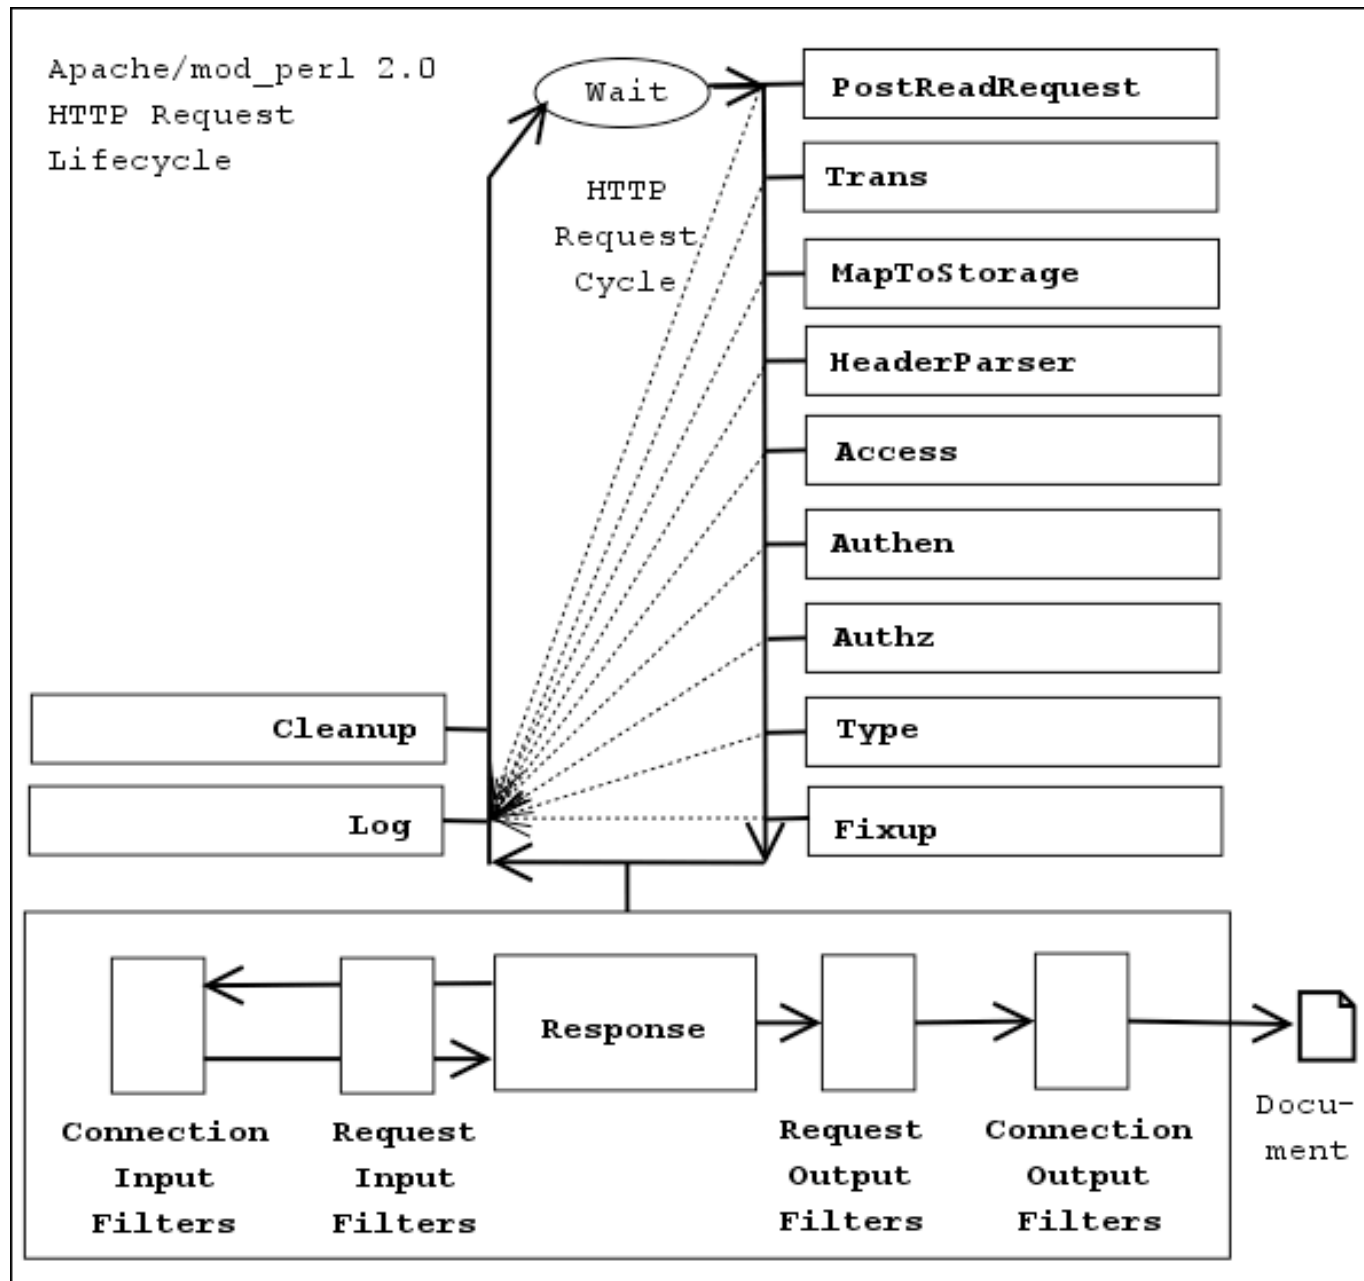 Apache/mod_perl 2.0
HTTP Request
Lifecycle
Wait
HTTP
Request
Cycle
PostReadRequest
Trans
MapToStorage
HeaderParser
Access
Authen
Authz
Type
Fixup
Cleanup
Log
Response
Connection
Input
Filters
Request
Input
Filters
Request
Output
Filters
Connection
Output
Filters
Docu-
ment